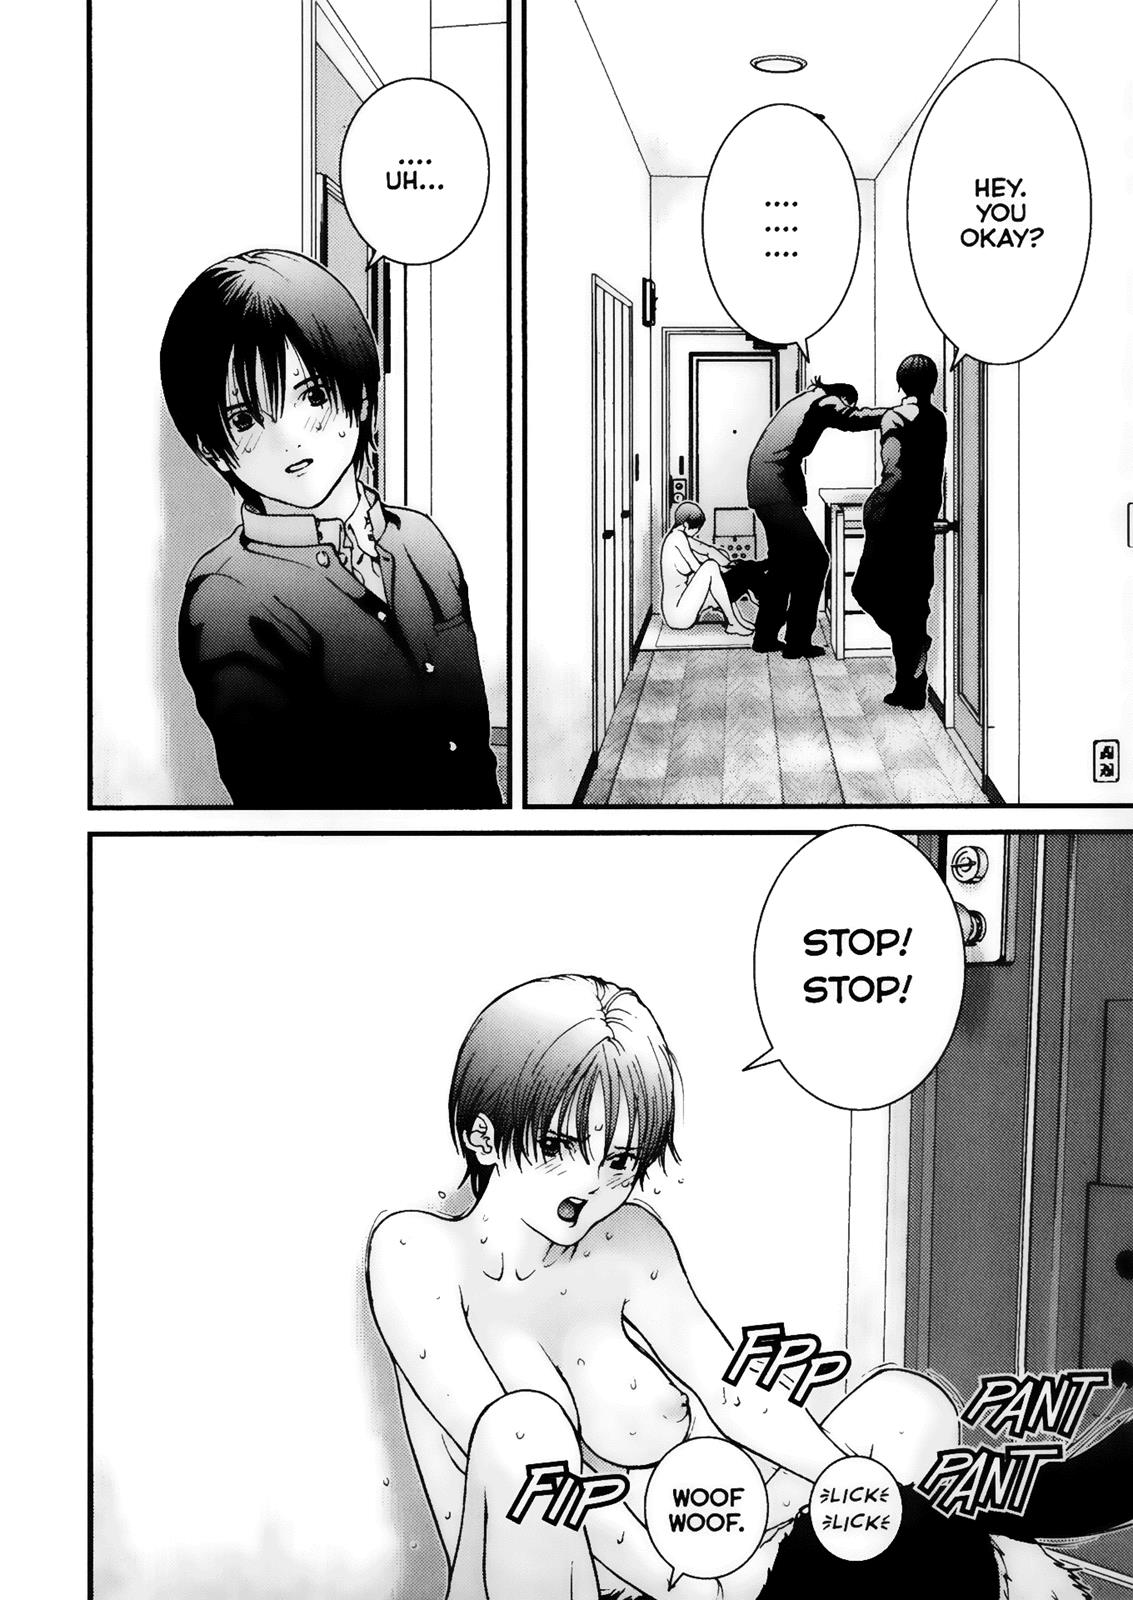 HEY.
YOU
OKAY?
....
....
....
....
UH...
STOP!
STOP!
FPP
PANT
PANT
FIP
WOOF
WOOF.
LICK
LICK